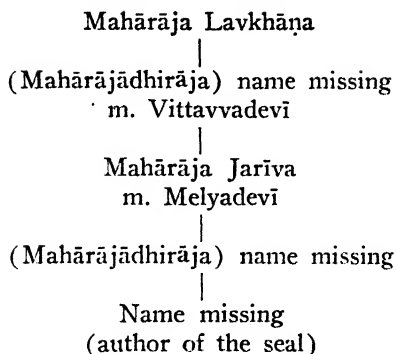 Mahārāja Lavkhāṇa
(Mahārājādhirāja) name missing
m. Vittavvadevī
Mahārāja Jarīva
m. Melyadevī
(Mahārājādhirāja) name missing
Name missing
(author of the seal)